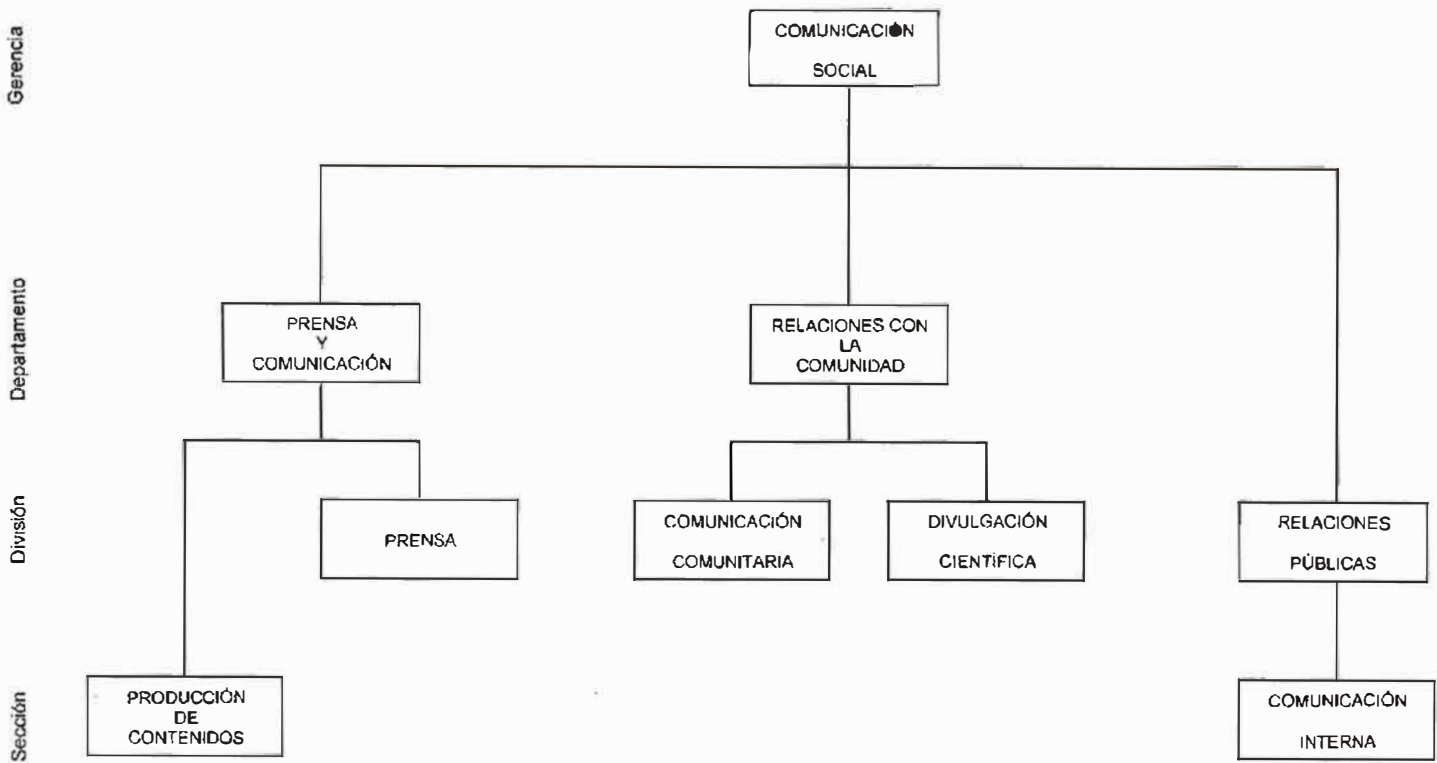 Gerencia
COMUNICACIÓN
SOCIAL
Departamento
PRENSA
Y
COMUNICACIÓN
RELACIONES CON
LA
COMUNIDAD
División
PRENSA
COMUNICACIÓN
COMUNITARIA
DIVULGACIÓN
CIENTÍFICA
RELACIONES
PÚBLICAS
Sección
PRODUCCIÓN
DE
CONTENIDOS
COMUNICACIÓN
INTERNA